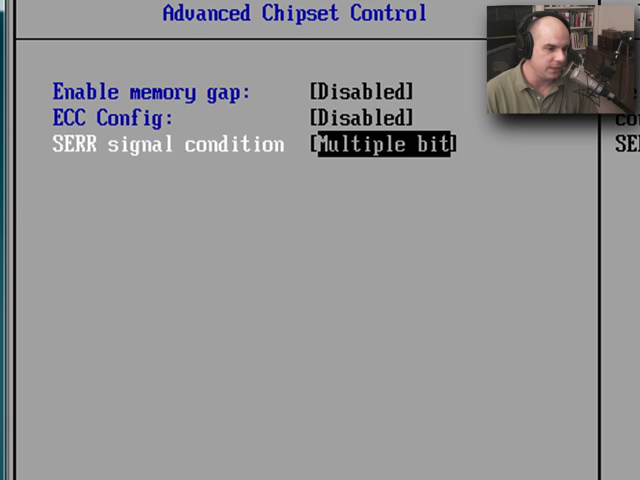 Advanced Chipset Control
Enable memory gap: [Disabled]
ECC Config: [Disabled]
SERR signal condition [Multiple bit]